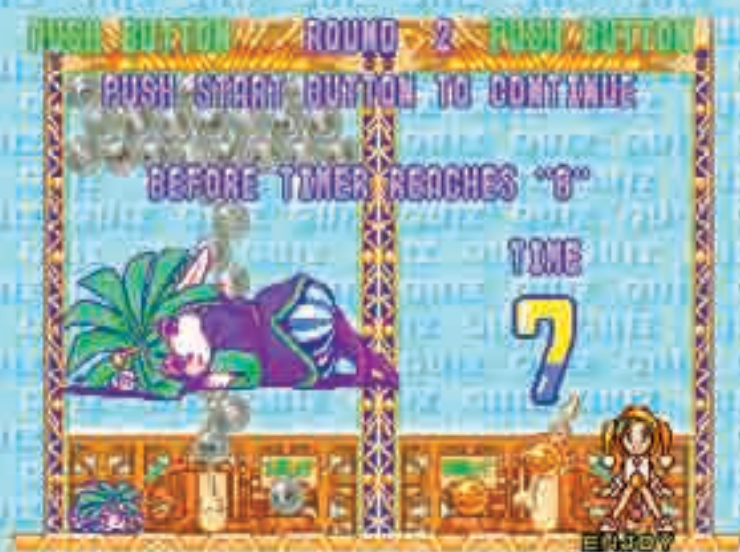 PUSH BUTTON ROUND 2 PUSH BUTTON
PUSH START BUTTON TO CONTINUE
BEFORE TIMER REACHES "0"
TIME
7
ENJOY